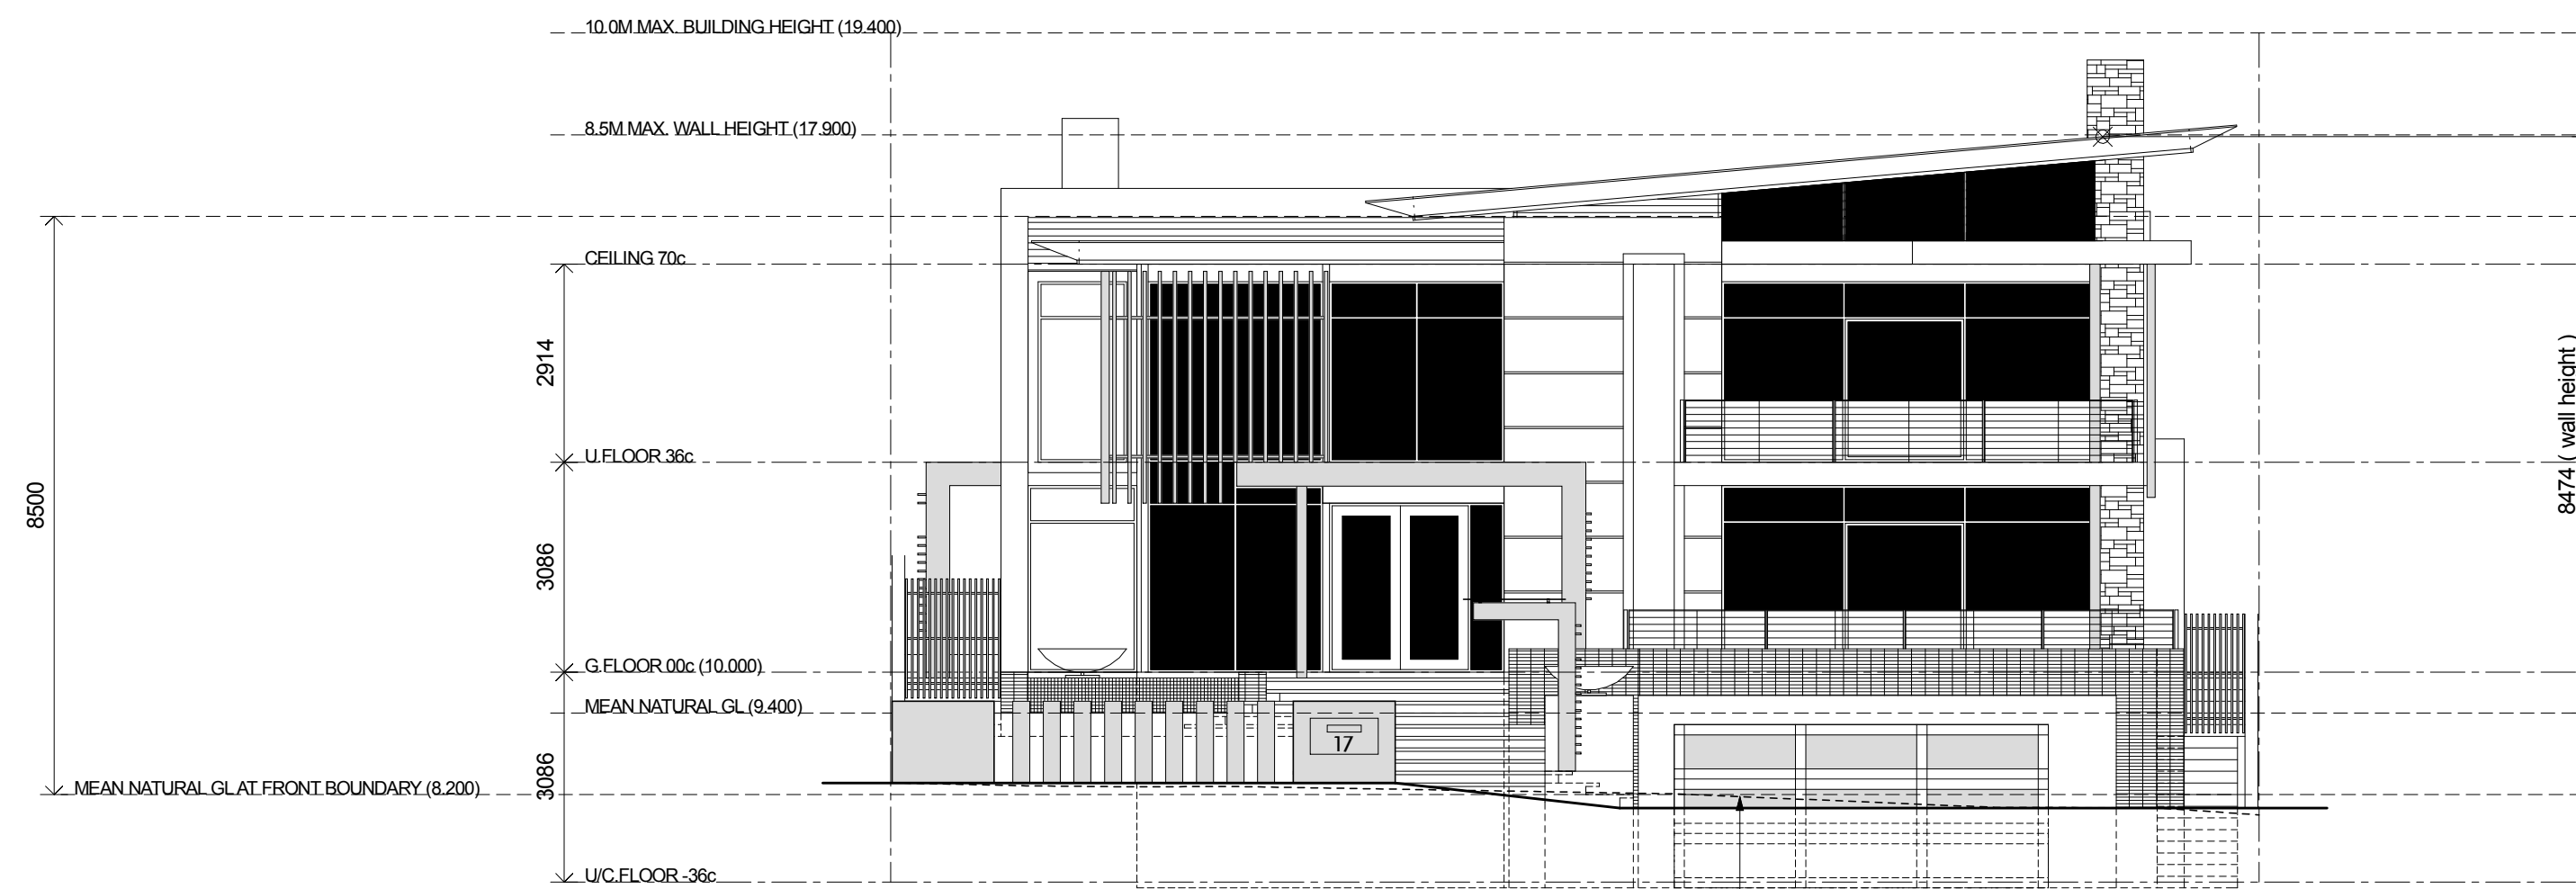 10.0M MAX. BUILDING HEIGHT (19.400)
8.5M MAX. WALL HEIGHT (17.900)
CEILING 70c
2914
8474 ( wall height )
U.FLOOR 36c
8500
3086
G.FLOOR 00c (10.000)
MEAN NATURAL GL (9.400)
17
3086
MEAN NATURAL GL AT FRONT BOUNDARY (8.200)
U/C.FLOOR -36c